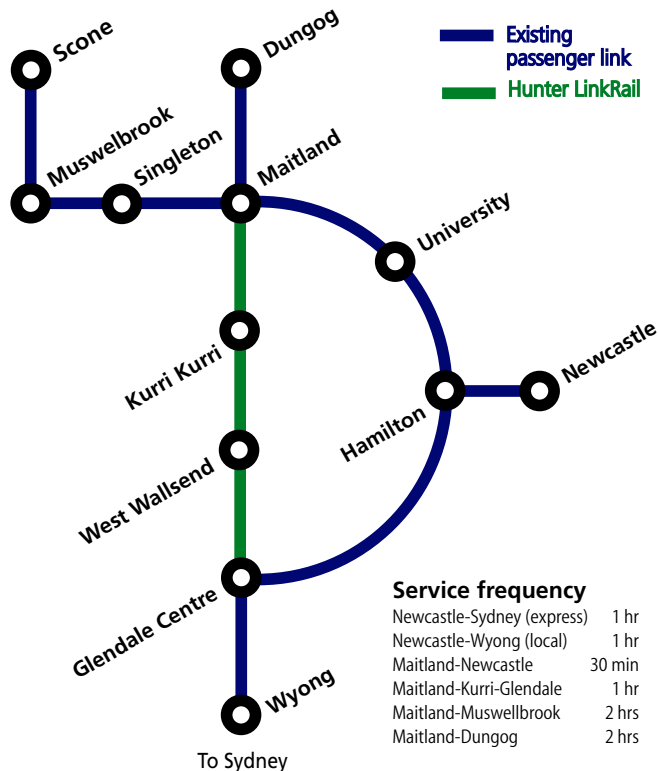 Scone
Dungog
Existing
passenger link
Hunter LinkRail
Muswelbrook
Singleton
Maitland
University
Kurri Kurri
Newcastle
Hamilton
West Wallsend
Glendale Centre
Wyong
To Sydney
Service frequency
Newcastle-Sydney (express) 1 hr
Newcastle-Wyong (local) 1 hr
Maitland-Newcastle 30 min
Maitland-Kurri-Glendale 1 hr
Maitland-Muswellbrook 2 hrs
Maitland-Dungog 2 hrs